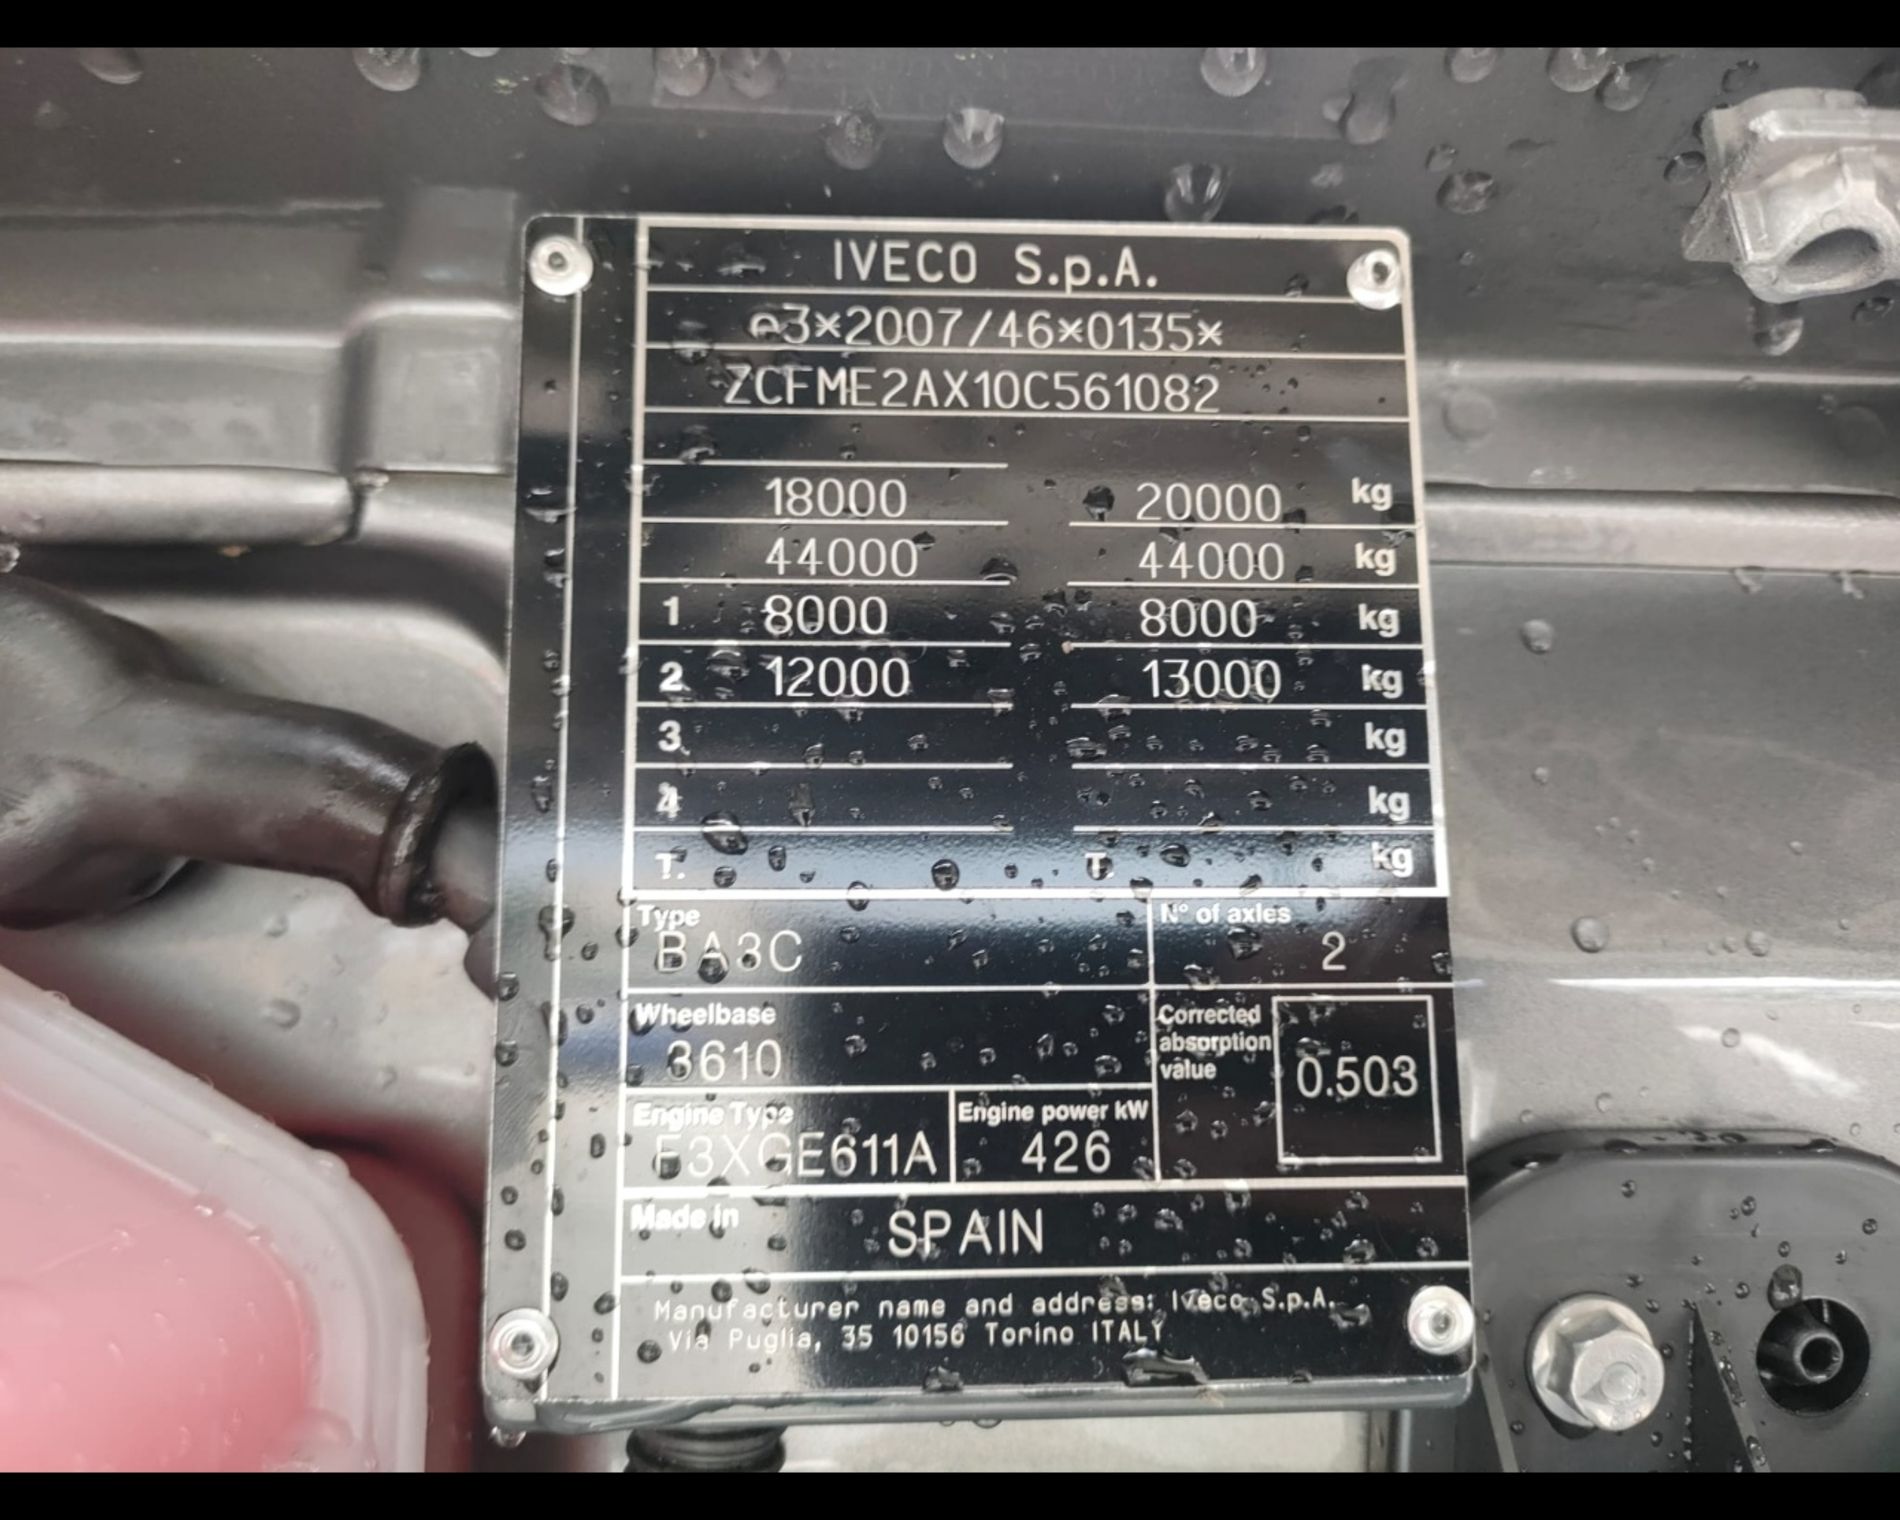 IVECO S.p.A.
e3*2007/46*0135*
ZCFME2AX10C561082
18000 20000 kg
44000 44000 kg
1 8000 8000 kg
2 12000 13000 kg
3 kg
4 kg
T. T. kg
Type N° of axles
BA3C 2
Wheelbase
3610
Corrected
absorption
value
0.503
Engine Type Engine power kW
F3XGE611A 426
Made in SPAIN
Manufacturer name and address: Iveco S.p.A.
Via Puglia, 35 10156 Torino ITALY